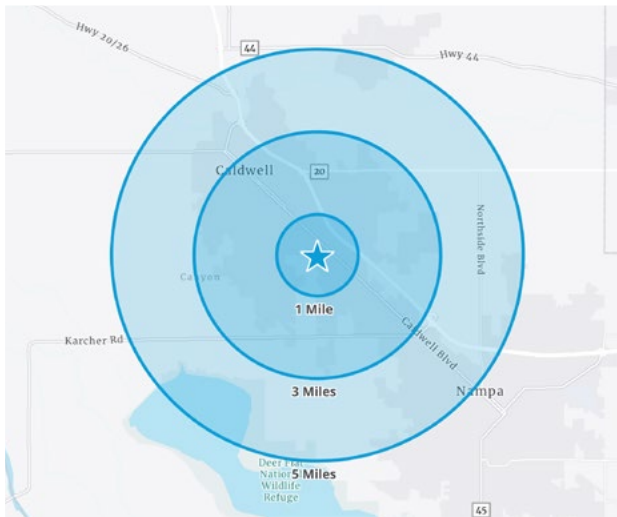 Hwy 20/26
44
Hwy 44
Caldwell
20
Northside Blvd
Canyon
1 Mile
Karcher Rd
Caldwell Blvd
3 Miles
Nampa
Deer Flat
National
Wildlife
Refuge
5 Miles
45